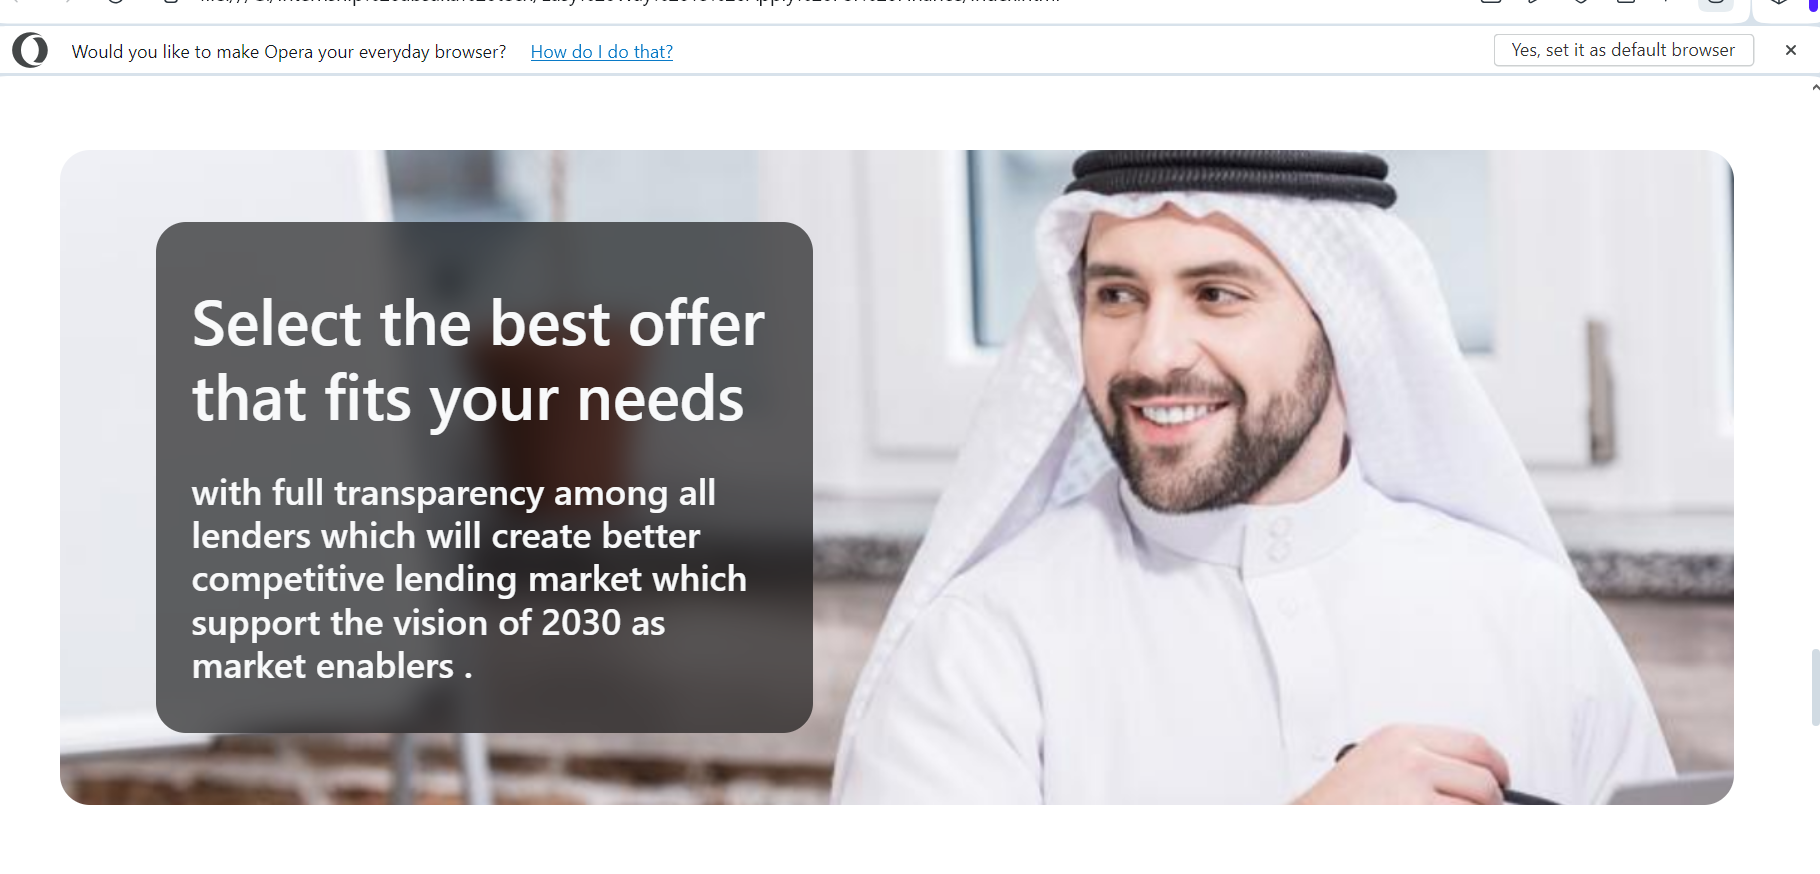 Would you like to make Opera your everyday browser? How do I do that? Yes, set it as default browser
Select the best offer
that fits your needs
with full transparency among all
lenders which will create better
competitive lending market which
support the vision of 2030 as
market enablers .